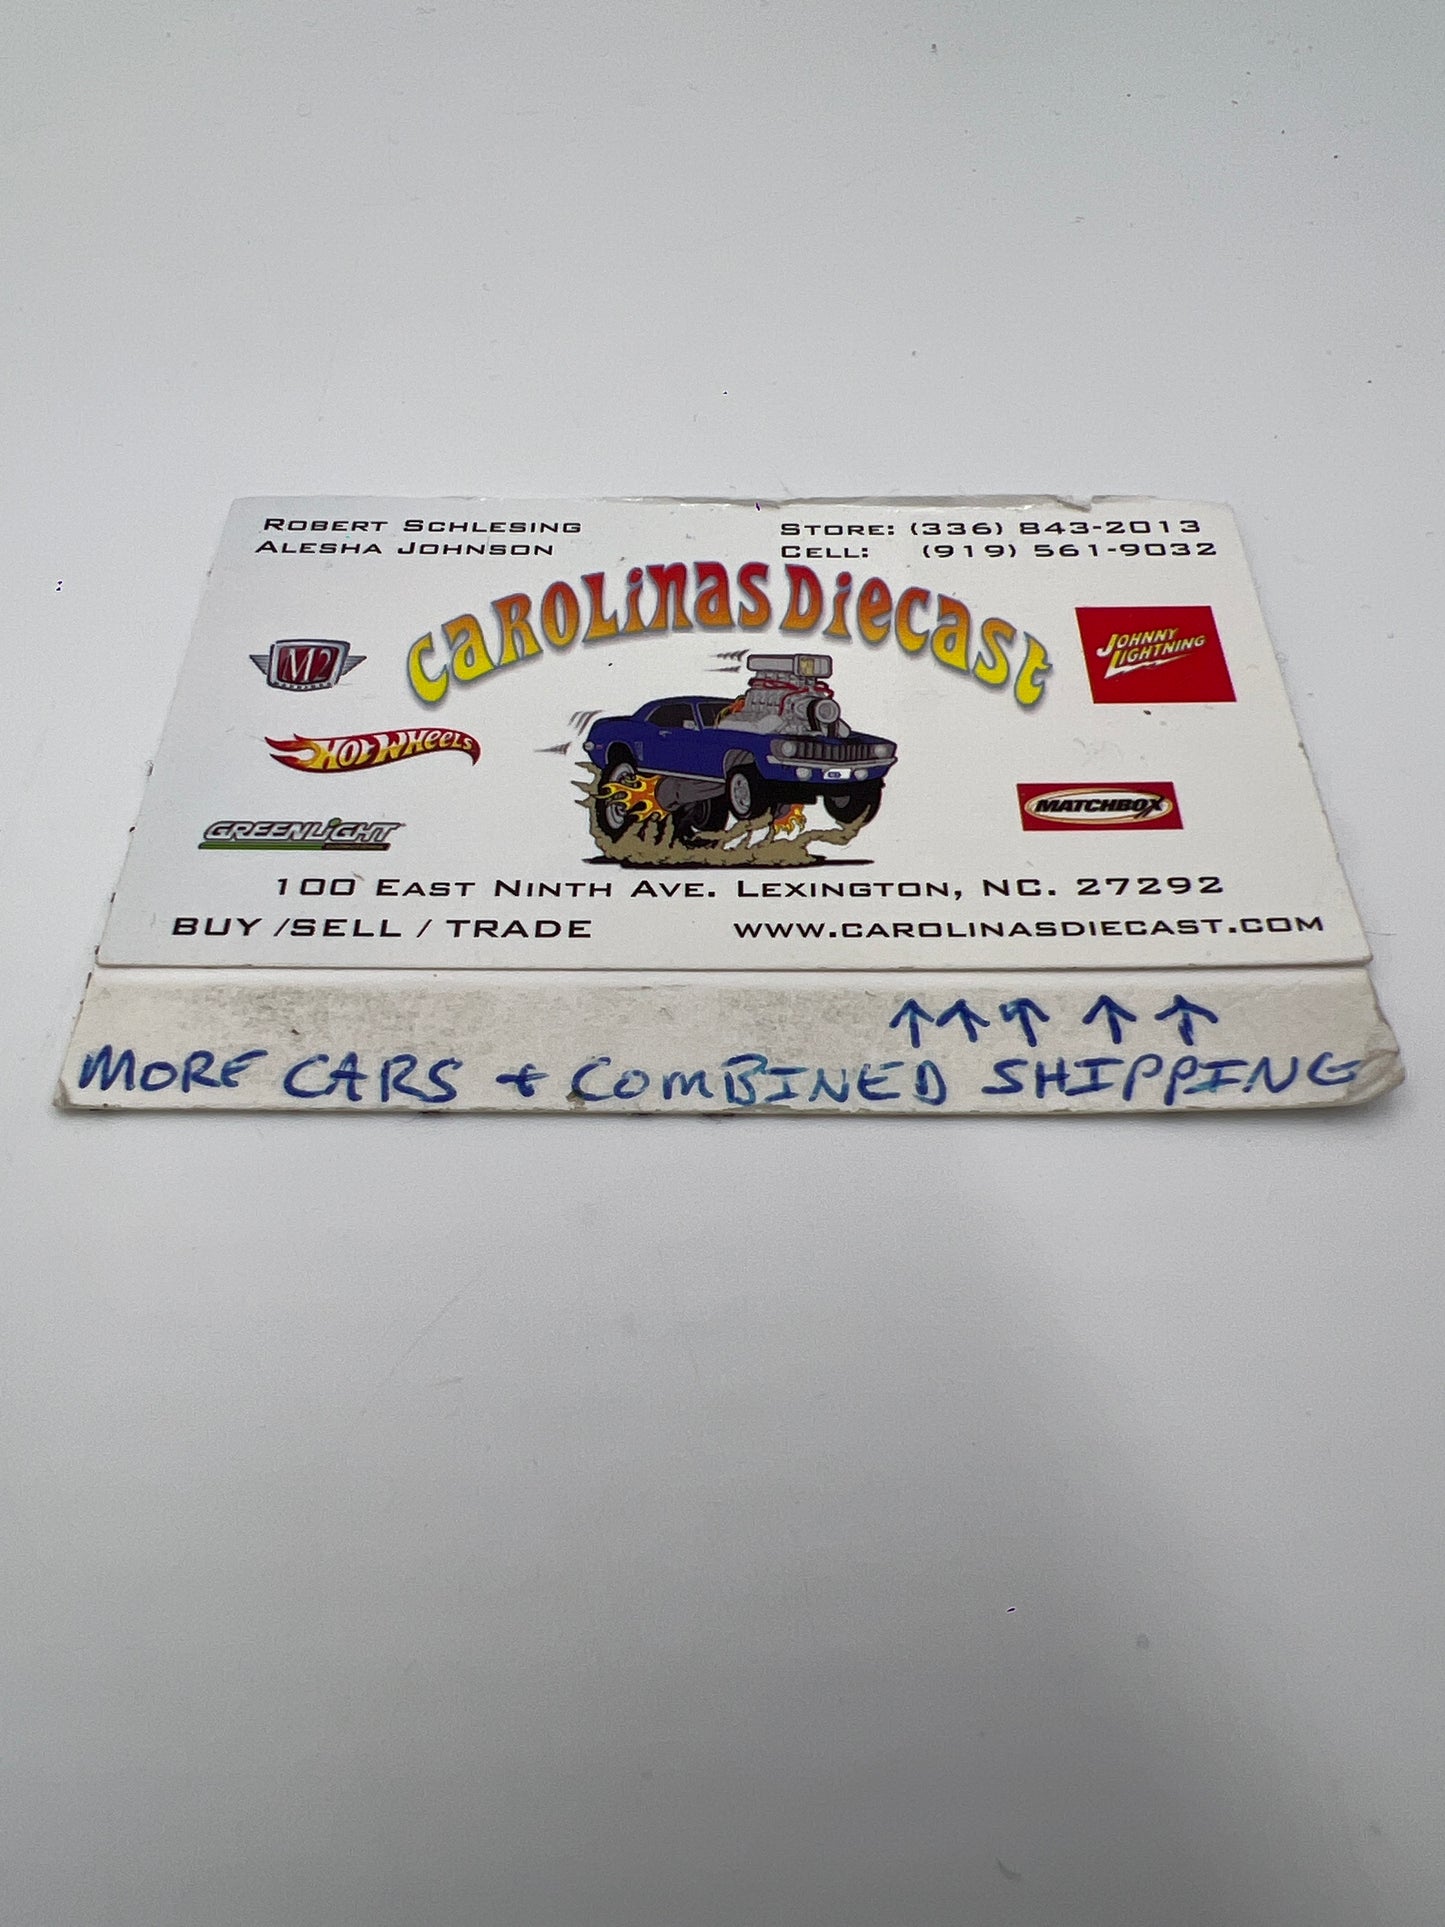 ROBERT SCHLESING
ALESHA JOHNSON
STORE: (336) 843-2013
CELL: (919) 561-9032
CAROLiNAS DiECAST
M2
JOHNNY
LIGHTNING
HOT WHEELS
MATCHBOX
GREENLiGHT
100 EAST NINTH AVE. LEXINGTON, NC. 27292
BUY /SELL / TRADE
WWW.CAROLINASDIECAST.COM
↑↑↑ ↑ ↑
MORE CARS + COMBINED SHIPPING